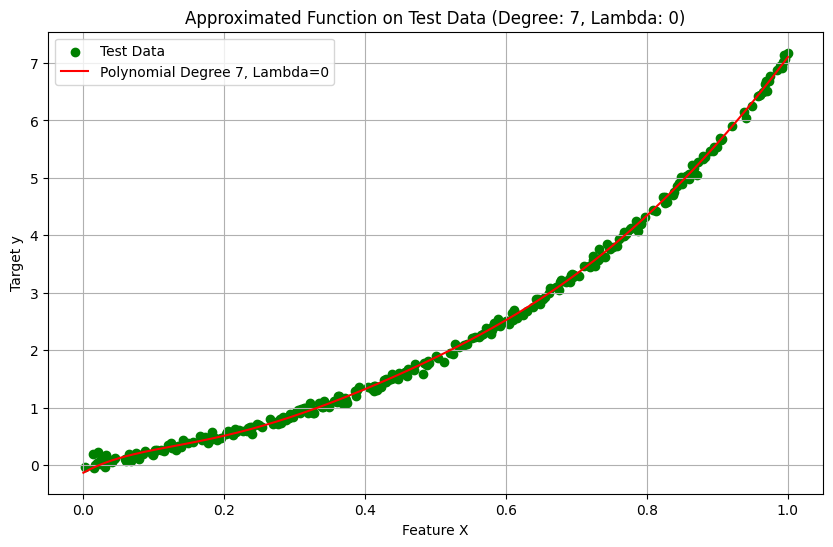 Approximated Function on Test Data (Degree: 7, Lambda: 0)
Test Data
Polynomial Degree 7, Lambda=0
Target y
7
6
5
4
3
2
1
0
0.0 0.2 0.4 0.6 0.8 1.0
Feature X